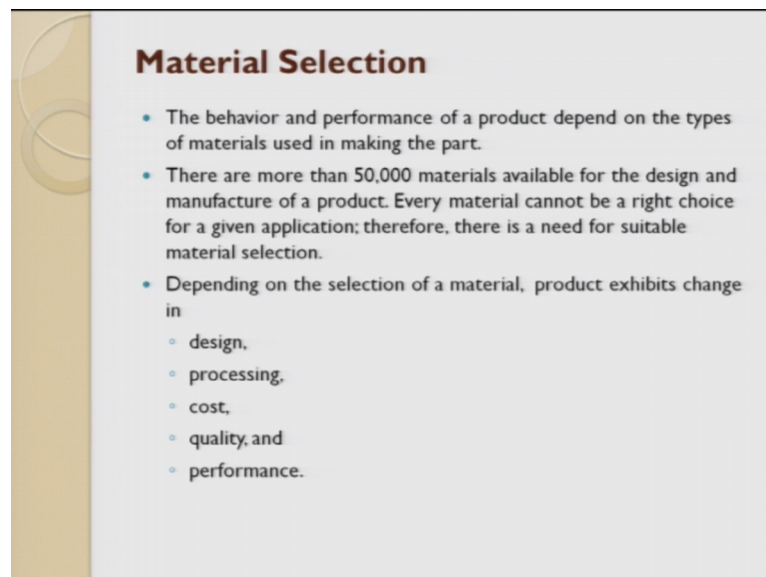 Material Selection
• The behavior and performance of a product depend on the types
of materials used in making the part.
• There are more than 50,000 materials available for the design and
manufacture of a product. Every material cannot be a right choice
for a given application; therefore, there is a need for suitable
material selection.
• Depending on the selection of a material, product exhibits change
in
◦ design,
◦ processing,
◦ cost,
◦ quality, and
◦ performance.